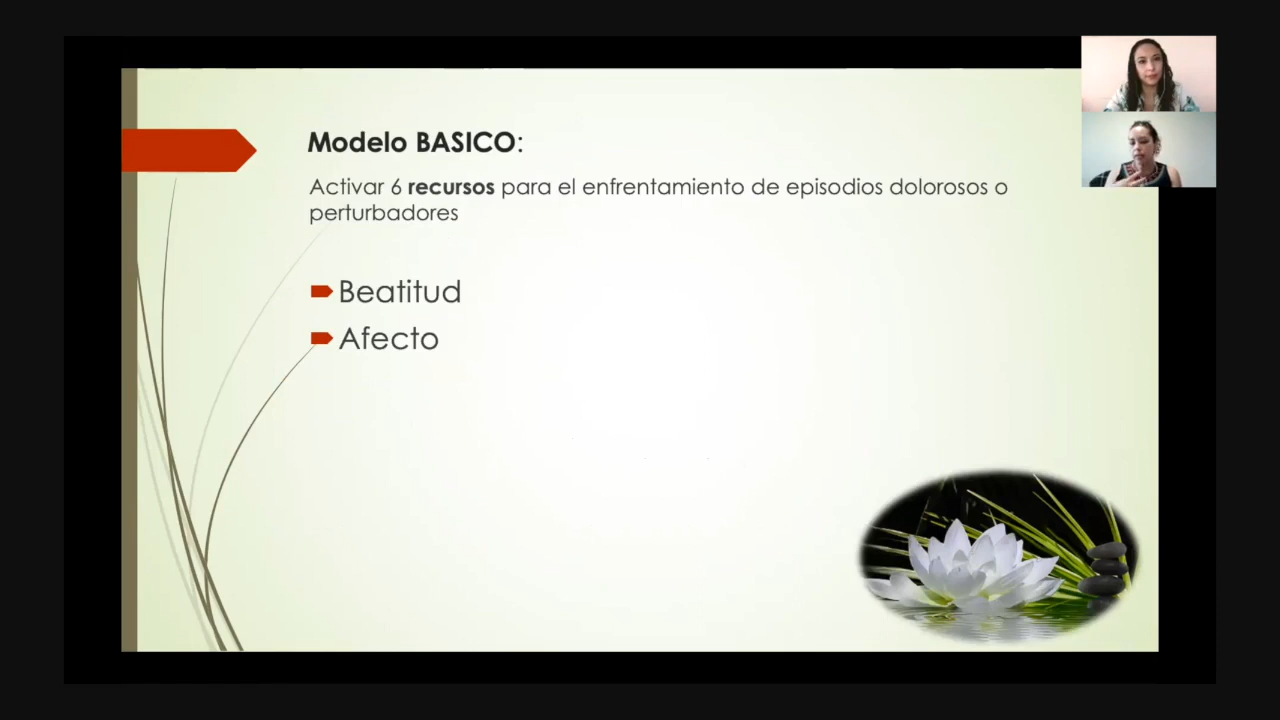 Modelo BASICO:
Activar 6 recursos para el enfrentamiento de episodios dolorosos o
perturbadores
Beatitud
Afecto